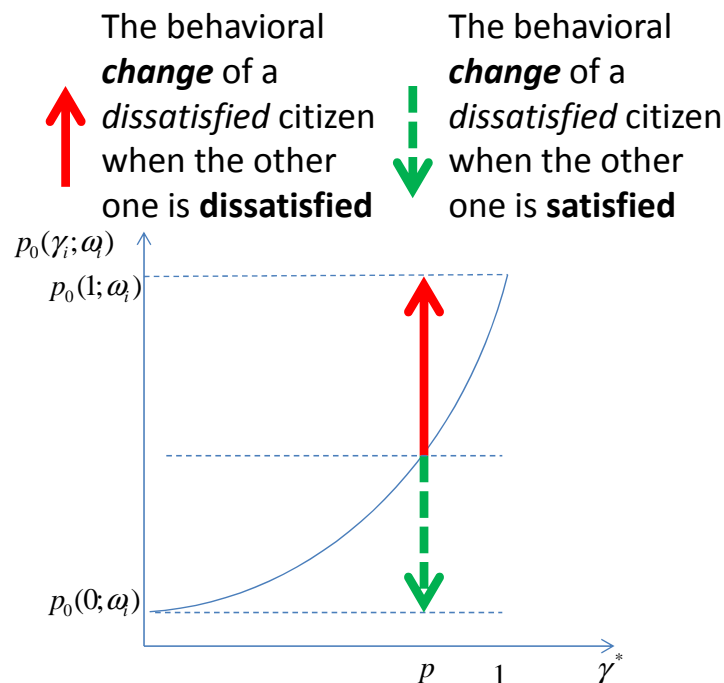 The behavioral
change of a
dissatisfied citizen
when the other
one is dissatisfied
The behavioral
change of a
dissatisfied citizen
when the other
one is satisfied
p₀(γᵢ;ωᵢ)
p₀(1;ωᵢ)
p₀(0;ωᵢ)
p
1
γ*